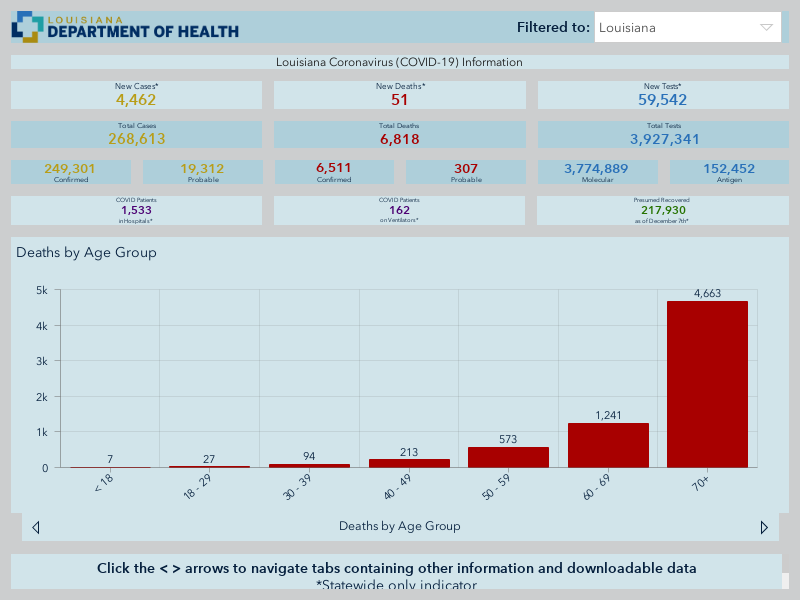 LOUISIANA
DEPARTMENT OF HEALTH
Filtered to:
Louisiana
Louisiana Coronavirus (COVID-19) Information
New Cases*
4,462
New Deaths*
51
New Tests*
59,542
Total Cases
268,613
Total Deaths
6,818
Total Tests
3,927,341
249,301
Confirmed
19,312
Probable
6,511
Confirmed
307
Probable
3,774,889
Molecular
152,452
Antigen
COVID Patients
1,533
in Hospitals*
COVID Patients
162
on Ventilators*
Presumed Recovered
217,930
as of December 7th*
Deaths by Age Group
5k
4k
3k
2k
1k
0
7
27
94
213
573
1,241
4,663
< 18
18 - 29
30 - 39
40 - 49
50 - 59
60 - 69
70+
Deaths by Age Group
Click the < > arrows to navigate tabs containing other information and downloadable data
*Statewide only indicator